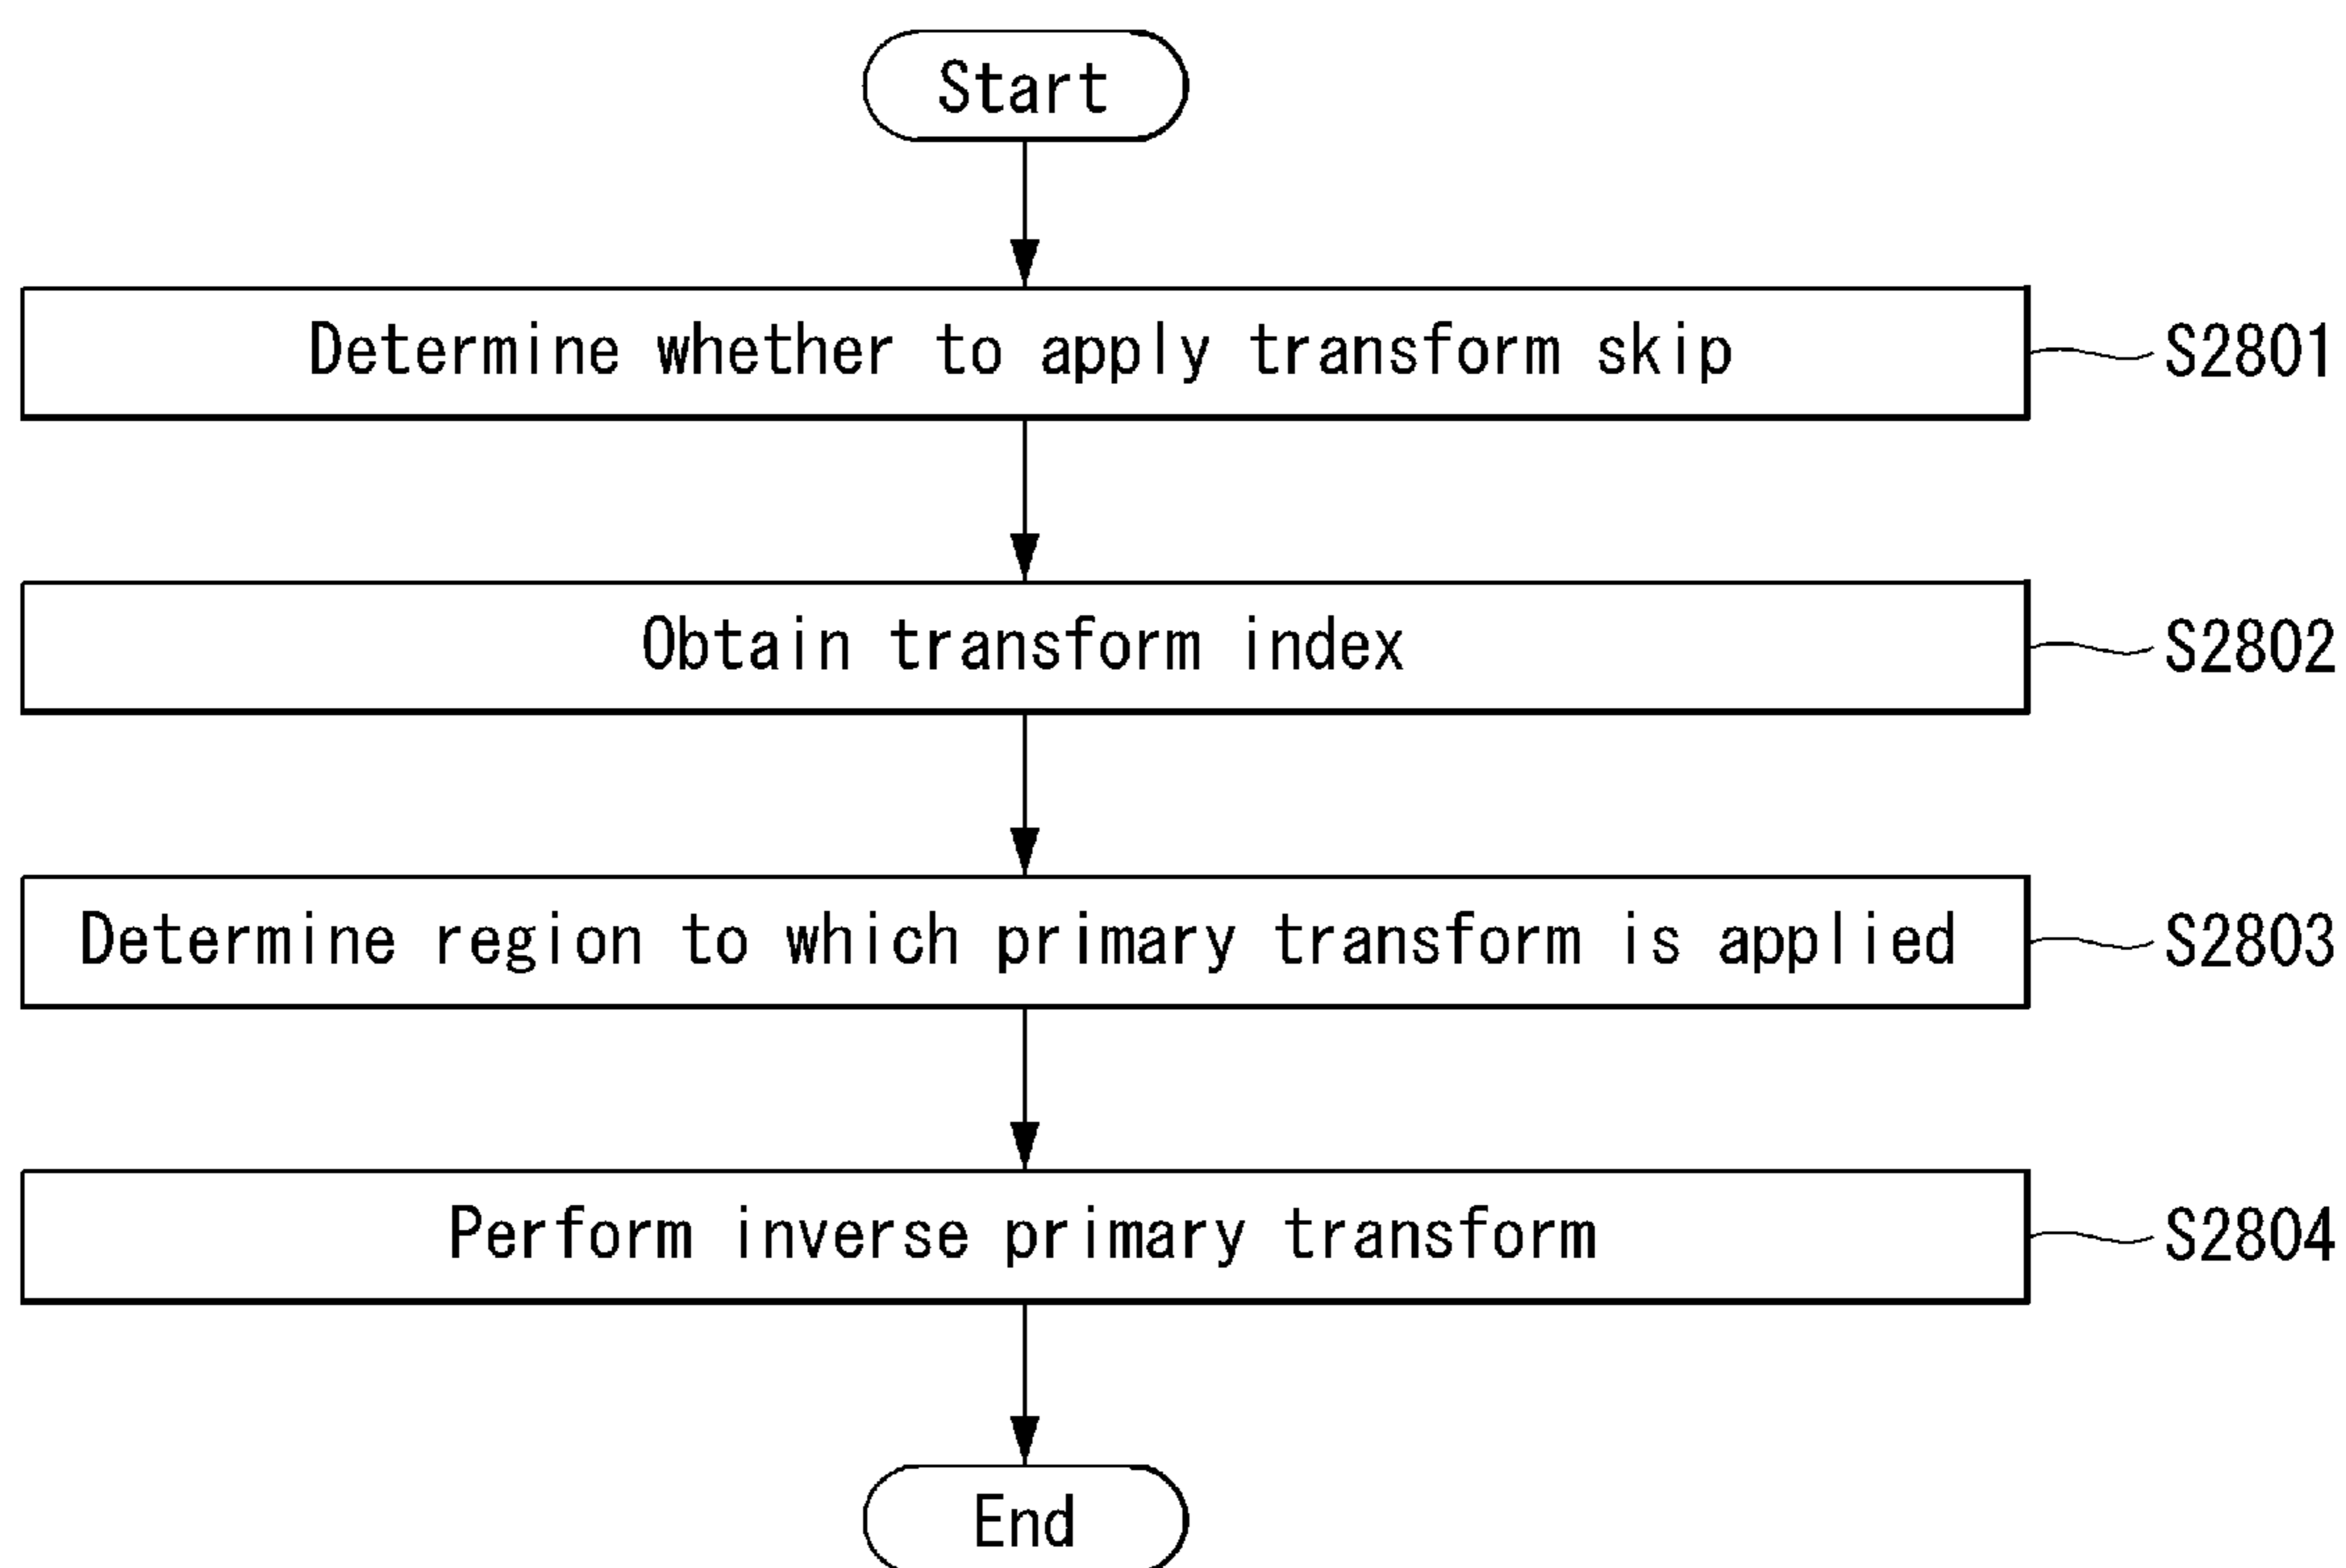 Start
Determine whether to apply transform skip
S2801
Obtain transform index
S2802
Determine region to which primary transform is applied
S2803
Perform inverse primary transform
S2804
End